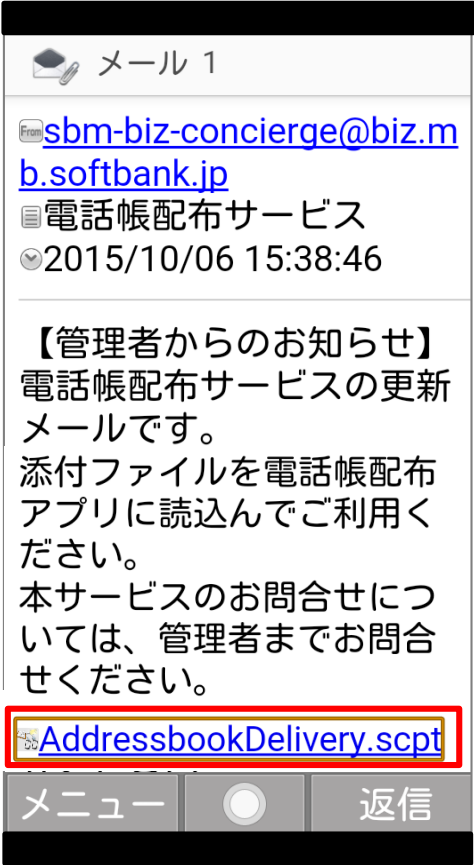 メール 1
From sbm-biz-concierge@biz.m
b.softbank.jp
電話帳配布サービス
2015/10/06 15:38:46
【管理者からのお知らせ】
電話帳配布サービスの更新
メールです。
添付ファイルを電話帳配布
アプリに読込んでご利用く
ださい。
本サービスのお問合せにつ
いては、管理者までお問合
せください。
AddressbookDelivery.scpt
メニュー 返信